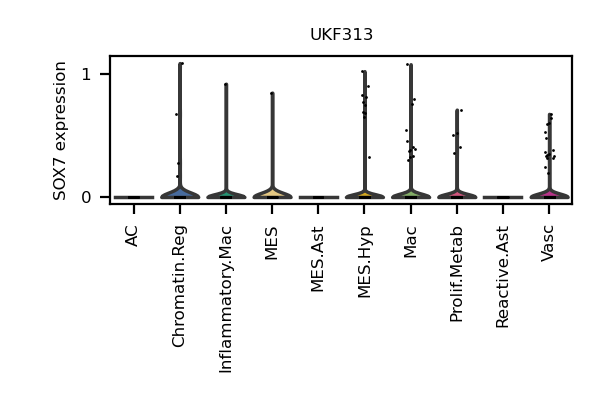 UKF313
SOX7 expression
1
0
AC
Chromatin.Reg
Inflammatory.Mac
MES
MES.Ast
MES.Hyp
Mac
Prolif.Metab
Reactive.Ast
Vasc